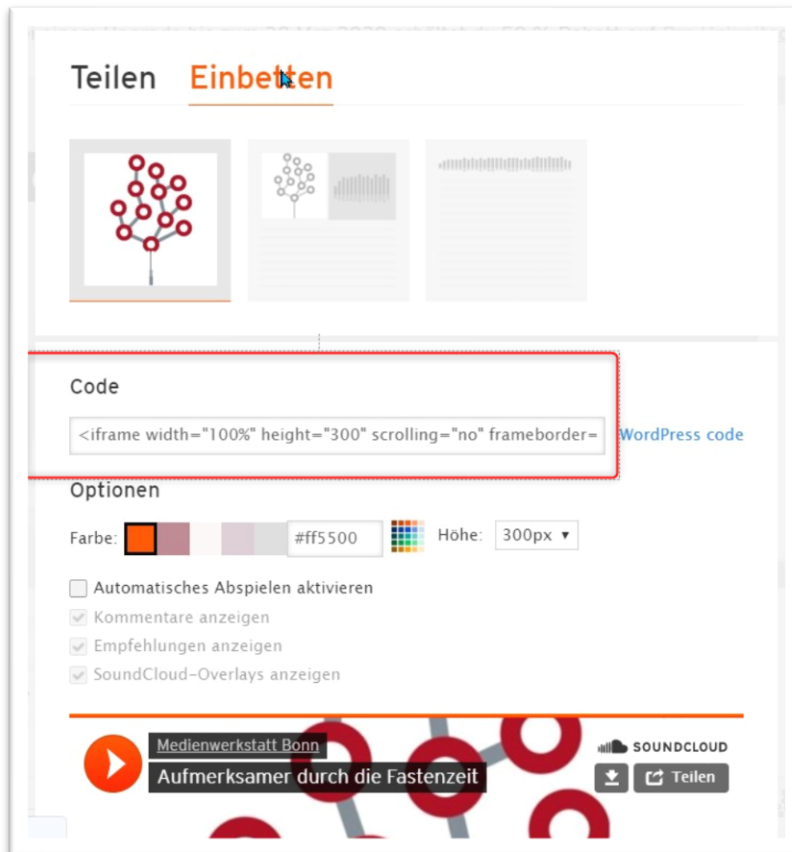 Teilen Einbetten
Code
<iframe width="100%" height="300" scrolling="no" frameborder=
WordPress code
Optionen
Farbe: #ff5500 Höhe: 300px
Automatisches Abspielen aktivieren
Kommentare anzeigen
Empfehlungen anzeigen
SoundCloud-Overlays anzeigen
Medienwerkstatt Bonn
SOUNDCLOUD
Aufmerksamer durch die Fastenzeit
Teilen